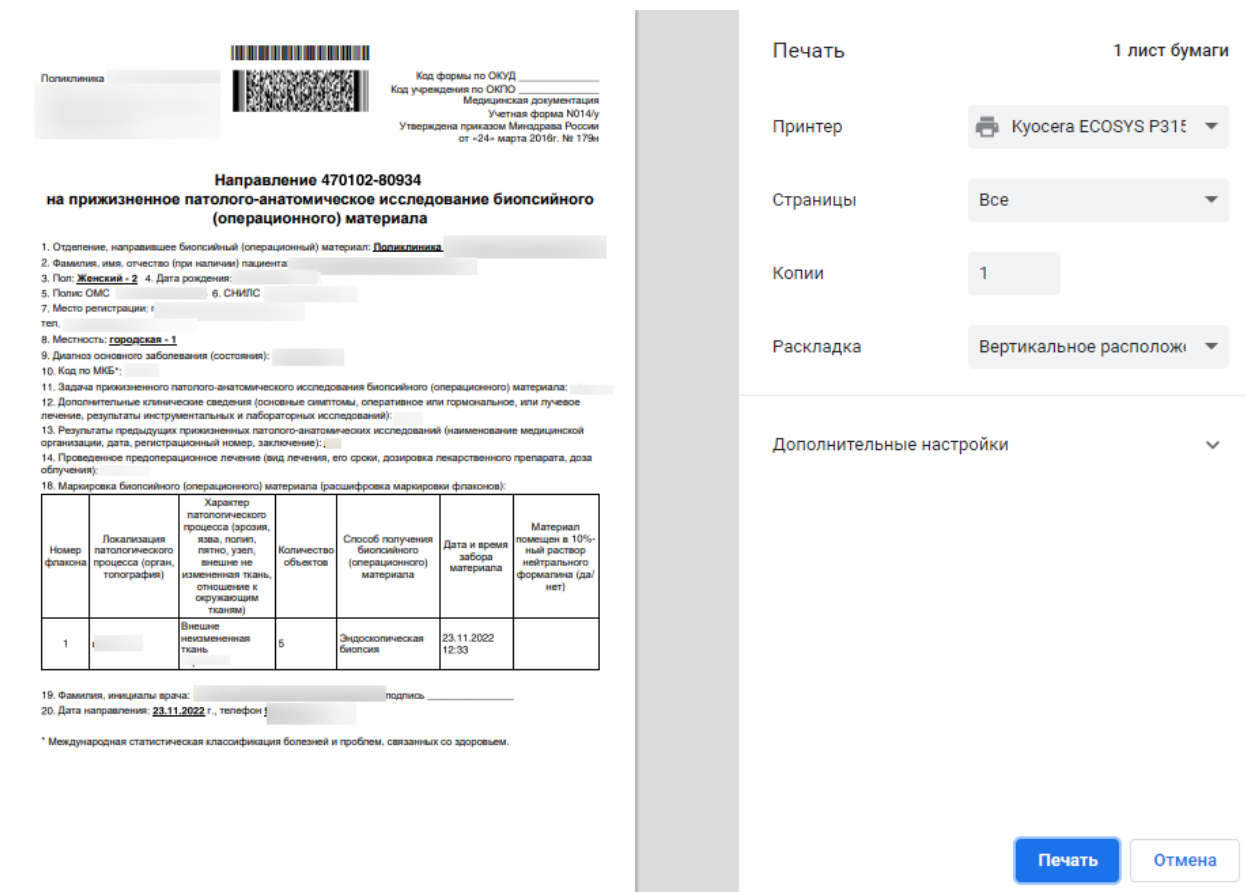 Поликлиника
Код формы по ОКУД
Код учреждения по ОКПО
Медицинская документация
Учетная форма N014/у
Утверждена приказом Минздрава России
от «24» марта 2016г. № 179н
Направление 470102-80934
на прижизненное патолого-анатомическое исследование биопсийного
(операционного) материала
1. Отделение, направившее биопсийный (операционный) материал: Поликлиника
2. Фамилия, имя, отчество (при наличии) пациента
3. Пол: Женский - 2 4. Дата рождения:
5. Полис ОМС 6. СНИЛС
7. Место регистрации:
тел.
8. Местность: городская - 1
9. Диагноз основного заболевания (состояния):
10. Код по МКБ*:
11. Задача прижизненного патолого-анатомического исследования биопсийного (операционного) материала:
12. Дополнительные клинические сведения (основные симптомы, оперативное или гормональное, или лучевое
лечение, результаты инструментальных и лабораторных исследований):
13. Результаты предыдущих прижизненных патолого-анатомических исследований (наименование медицинской
организации, дата, регистрационный номер, заключение):
14. Проведенное предоперационное лечение (вид лечения, его сроки, дозировка лекарственного препарата, доза
облучения):
18. Маркировка биопсийного (операционного) материала (расшифровка маркировки флаконов):
Номер
флакона
Локализация
патологического
процесса (орган,
топография)
Характер
патологического
процесса (эрозия,
язва, полип,
пятно, узел,
внешне не
измененная ткань,
отношение к
окружающим
тканям)
Количество
объектов
Способ получения
биопсийного
(операционного)
материала
Дата и время
забора
материала
Материал
помещен в 10%-
ный раствор
нейтрального
формалина (да/
нет)
1
Внешне
неизмененная
ткань
5
Эндоскопическая
биопсия
23.11.2022
12:33
19. Фамилия, инициалы врача: подпись
20. Дата направления: 23.11.2022 г., телефон
* Международная статистическая классификация болезней и проблем, связанных со здоровьем.
Печать 1 лист бумаги
Принтер Kyocera ECOSYS P315
Страницы Все
Копии 1
Раскладка Вертикальное расположе
Дополнительные настройки
Печать Отмена